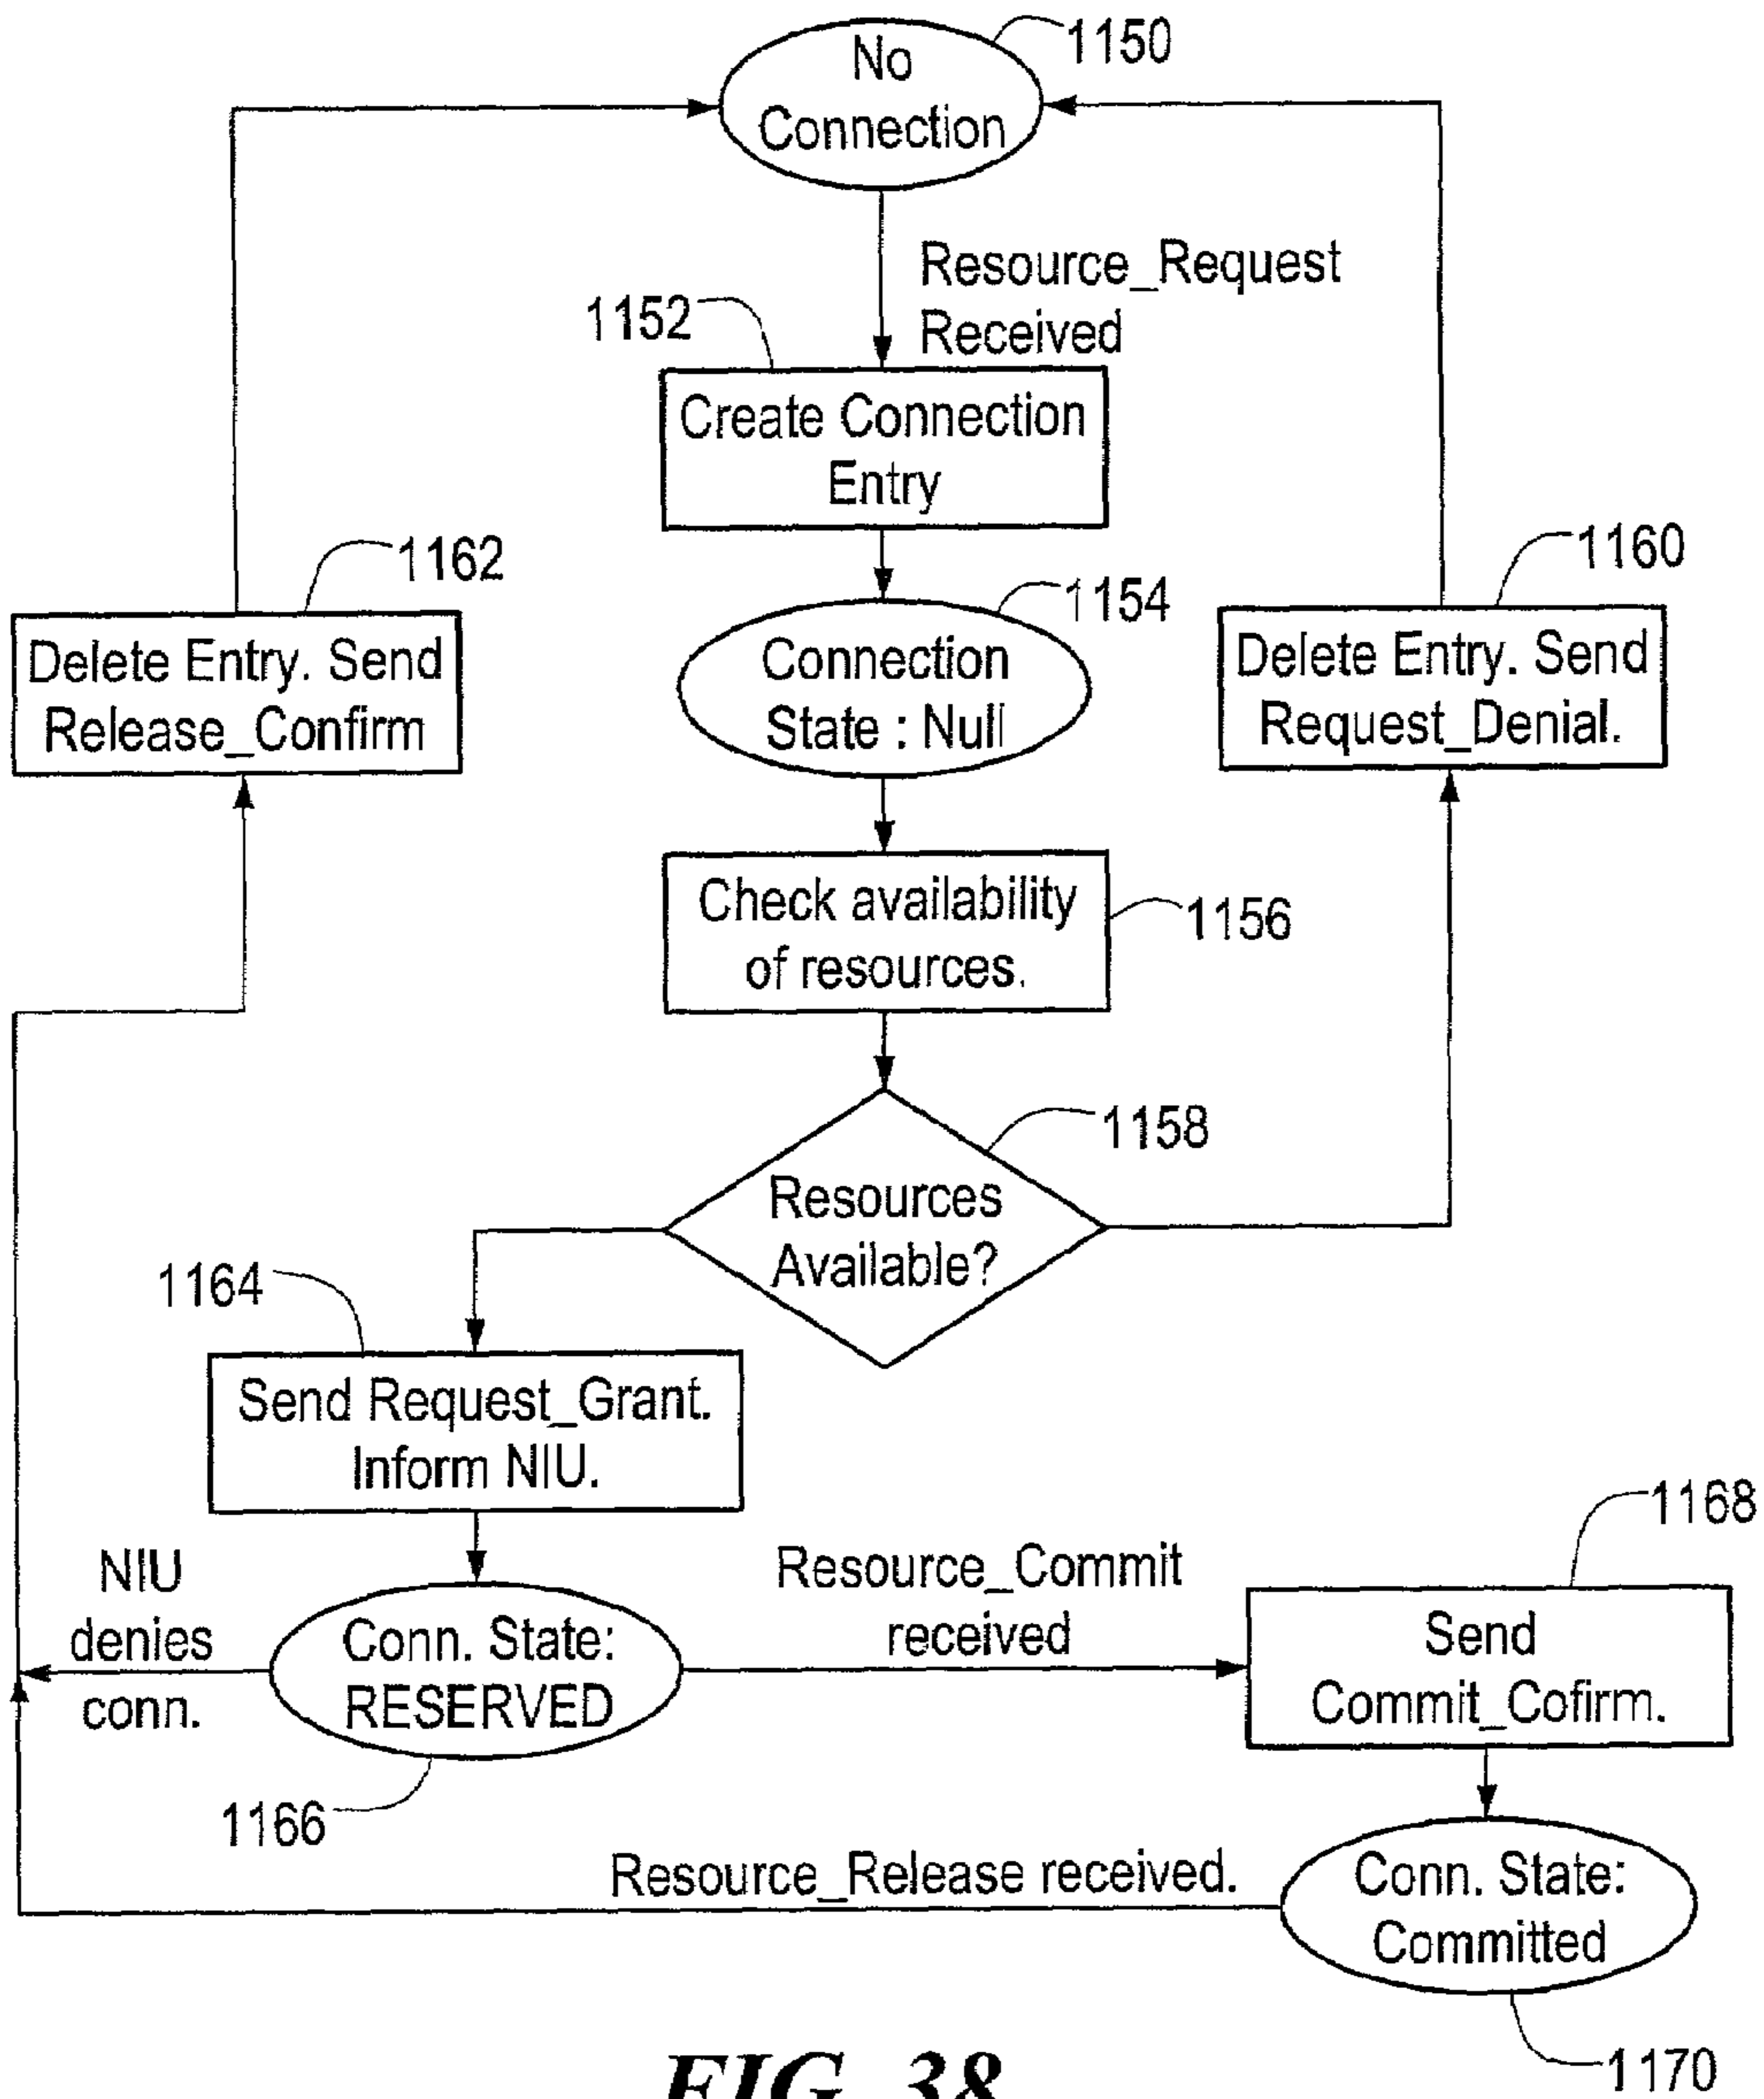 No
Connection
1150
Resource_Request
Received
1152
Create Connection
Entry
1162
1154
1160
Delete Entry. Send
Release_Confirm
Connection
State : Null
Delete Entry. Send
Request_Denial.
Check availability
of resources.
1156
1158
Resources
Available?
1164
Send Request_Grant.
Inform NIU.
1168
NIU
denies
conn.
Conn. State:
RESERVED
Resource_Commit
received
Send
Commit_Cofirm.
1166
Resource_Release received.
Conn. State:
Committed
1170
FIG. 38